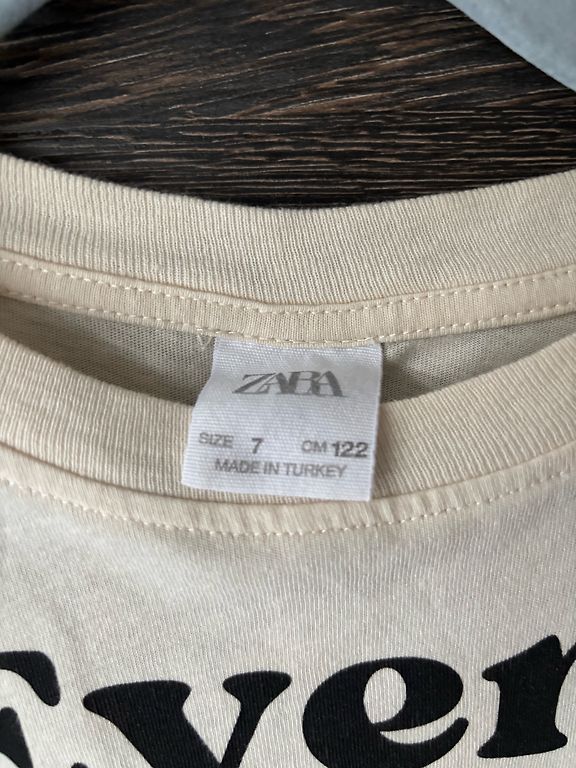 ZARA
SIZE 7 CM 122
MADE IN TURKEY
Ever